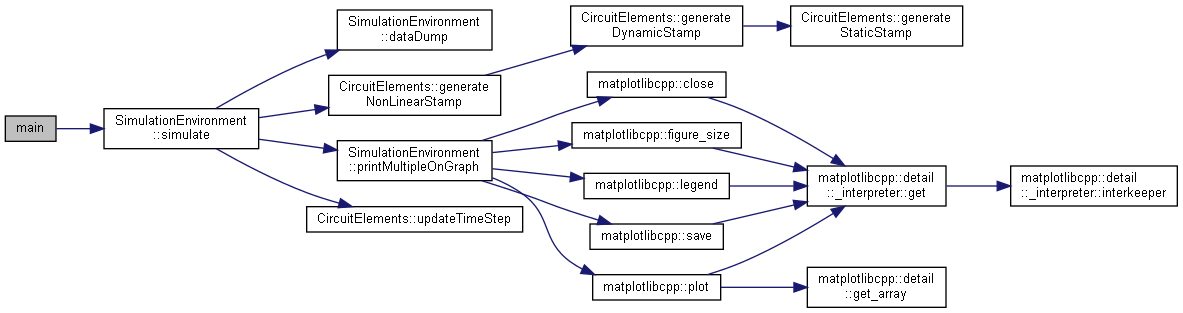 main
SimulationEnvironment
::simulate
SimulationEnvironment
::dataDump
CircuitElements::generate
NonLinearStamp
SimulationEnvironment
::printMultipleOnGraph
CircuitElements::updateTimeStep
CircuitElements::generate
DynamicStamp
CircuitElements::generate
StaticStamp
matplotlibcpp::close
matplotlibcpp::figure_size
matplotlibcpp::legend
matplotlibcpp::save
matplotlibcpp::plot
matplotlibcpp::detail
::_interpreter::get
matplotlibcpp::detail
::get_array
matplotlibcpp::detail
::_interpreter::interkeeper